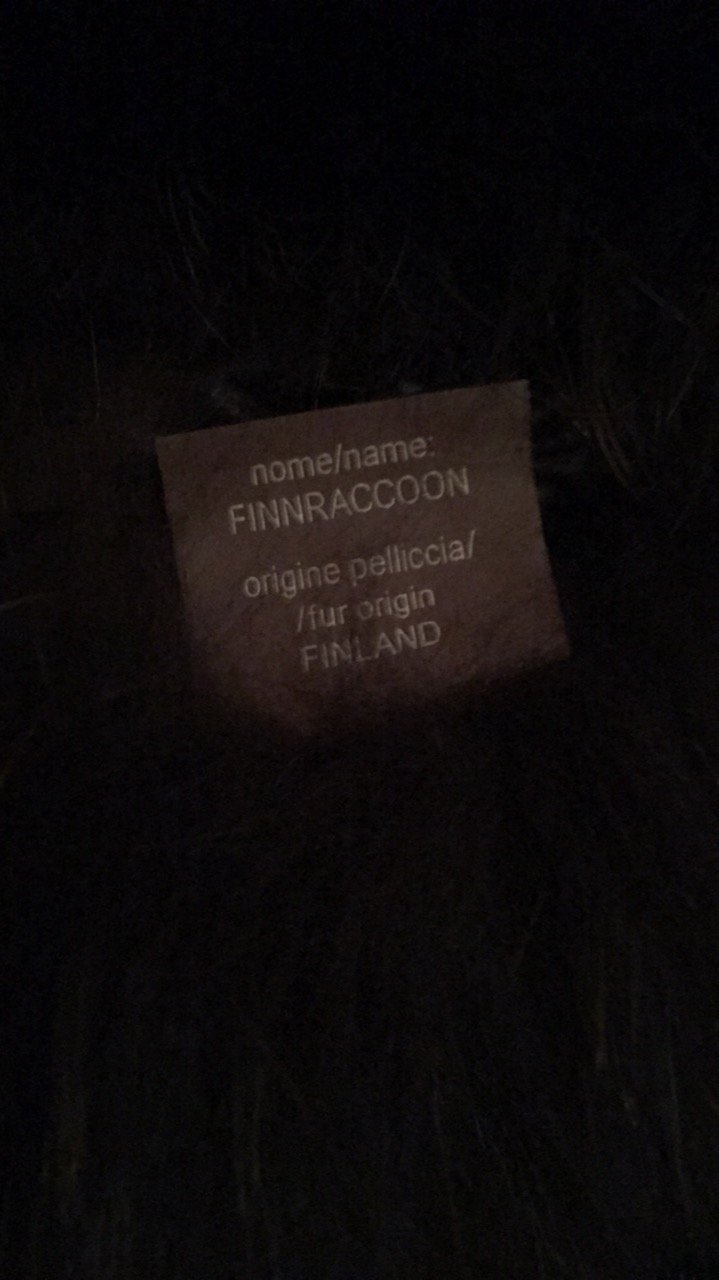 nome/name:
FINNRACCOON
origine pelliccia/
/fur origin
FINLAND